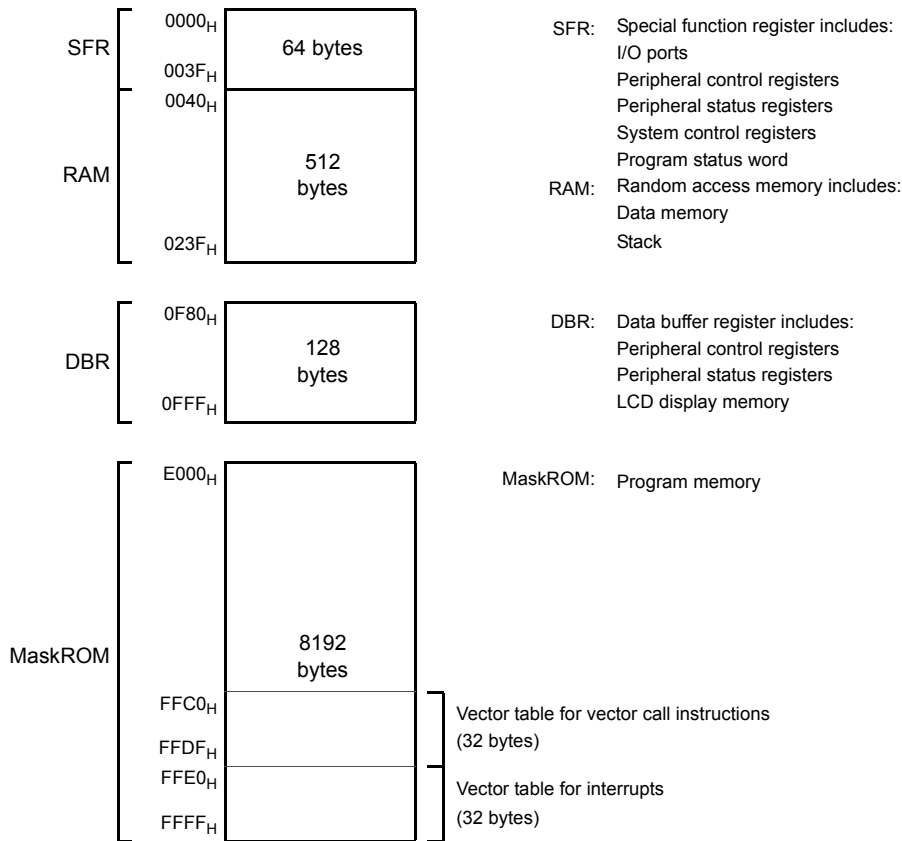 0000H
SFR
64 bytes
003FH
0040H
RAM
512
bytes
023FH
SFR: Special function register includes:
I/O ports
Peripheral control registers
Peripheral status registers
System control registers
Program status word
RAM: Random access memory includes:
Data memory
Stack
0F80H
DBR
128
bytes
0FFFH
DBR: Data buffer register includes:
Peripheral control registers
Peripheral status registers
LCD display memory
E000H
MaskROM: Program memory
MaskROM
8192
bytes
FFC0H
Vector table for vector call instructions
(32 bytes)
FFDFH
FFE0H
Vector table for interrupts
(32 bytes)
FFFFH